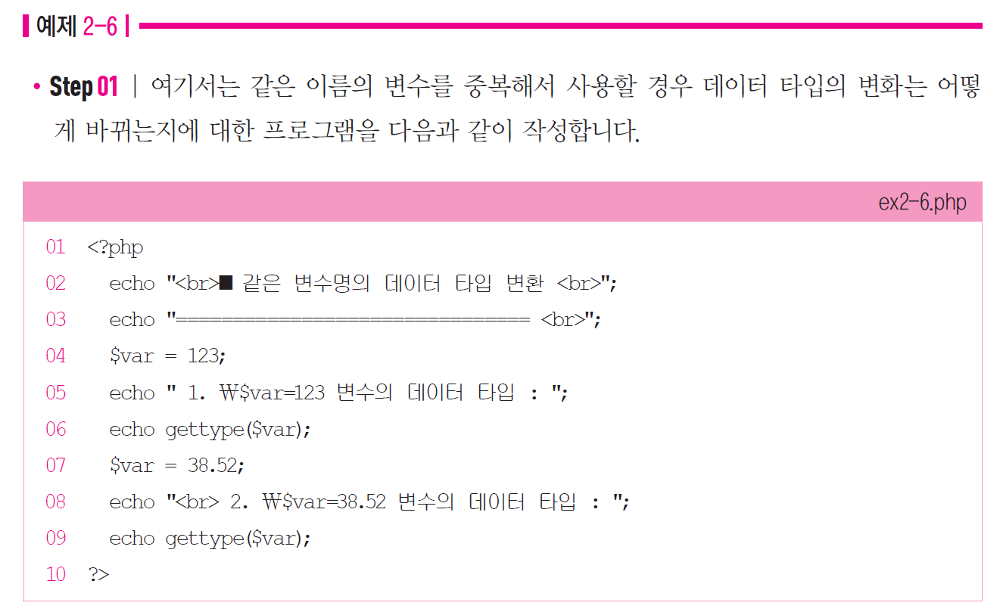 예제 2-6
• Step 01 | 여기서는 같은 이름의 변수를 중복해서 사용할 경우 데이터 타입의 변화는 어떻
게 바뀌는지에 대한 프로그램을 다음과 같이 작성합니다.
ex2-6.php
01 <?php
02 echo "<br>■ 같은 변수명의 데이터 타입 변환 <br>";
03 echo "=============================== <br>";
04 $var = 123;
05 echo " 1. ₩$var=123 변수의 데이터 타입 : ";
06 echo gettype($var);
07 $var = 38.52;
08 echo "<br> 2. ₩$var=38.52 변수의 데이터 타입 : ";
09 echo gettype($var);
10 ?>